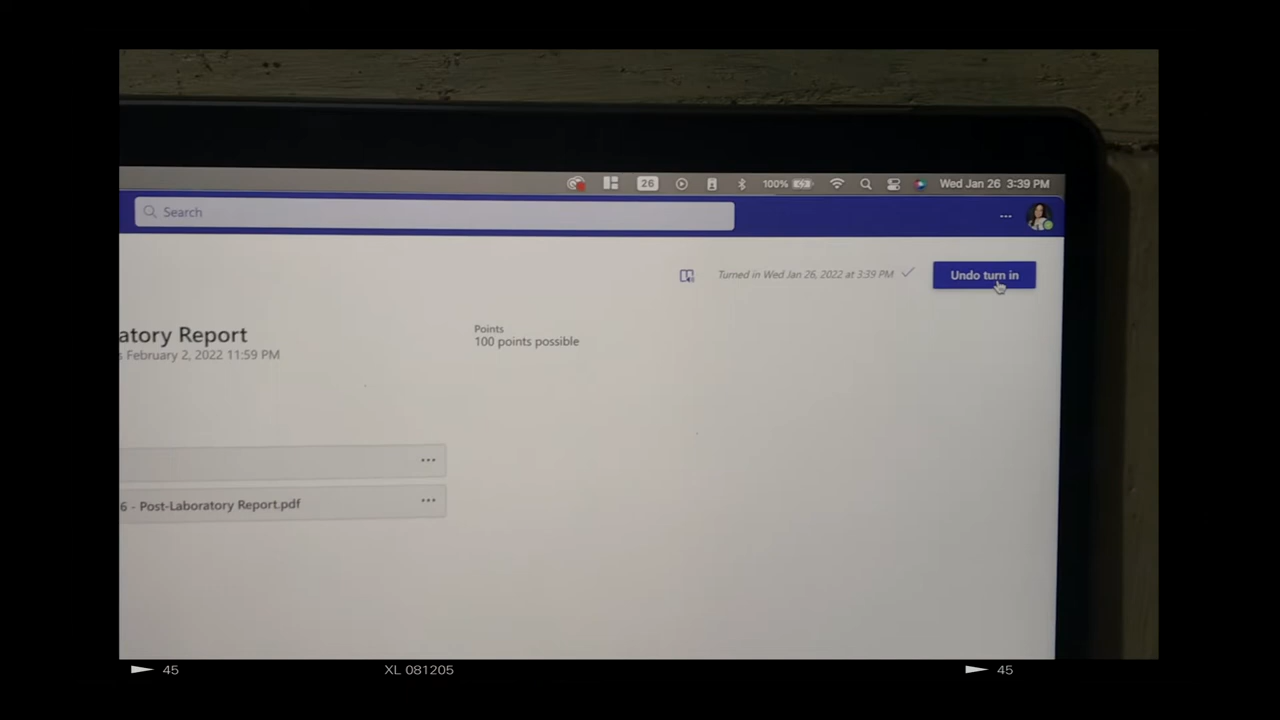 26
100%
Wed Jan 26 3:39 PM
Search
Turned in Wed Jan 26, 2022 at 3:39 PM
Undo turn in
atory Report
s February 2, 2022 11:59 PM
Points
100 points possible
6 - Post-Laboratory Report.pdf
45
XL 081205
45